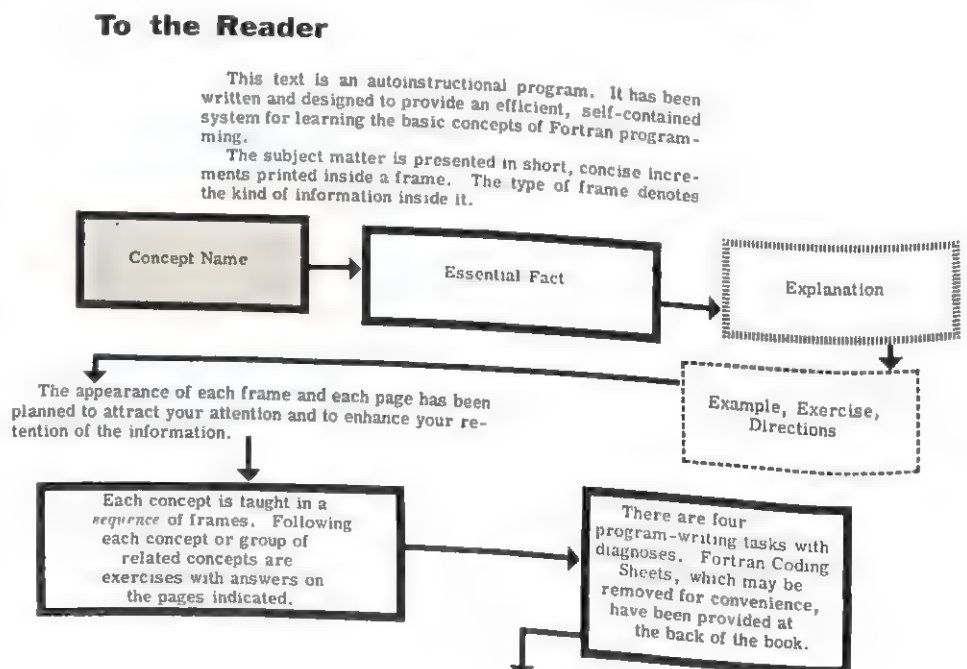 To the Reader
This text is an autoinstructional program. It has been
written and designed to provide an efficient, self-contained
system for learning the basic concepts of Fortran program-
ming.
The subject matter is presented in short, concise incre-
ments printed inside a frame. The type of frame denotes
the kind of information inside it.
Concept Name
Essential Fact
Explanation
Example, Exercise,
Directions
The appearance of each frame and each page has been
planned to attract your attention and to enhance your re-
tention of the information.
Each concept is taught in a
sequence of frames. Following
each concept or group of
related concepts are
exercises with answers on
the pages indicated.
There are four
program-writing tasks with
diagnoses. Fortran Coding
Sheets, which may be
removed for convenience,
have been provided at
the back of the book.